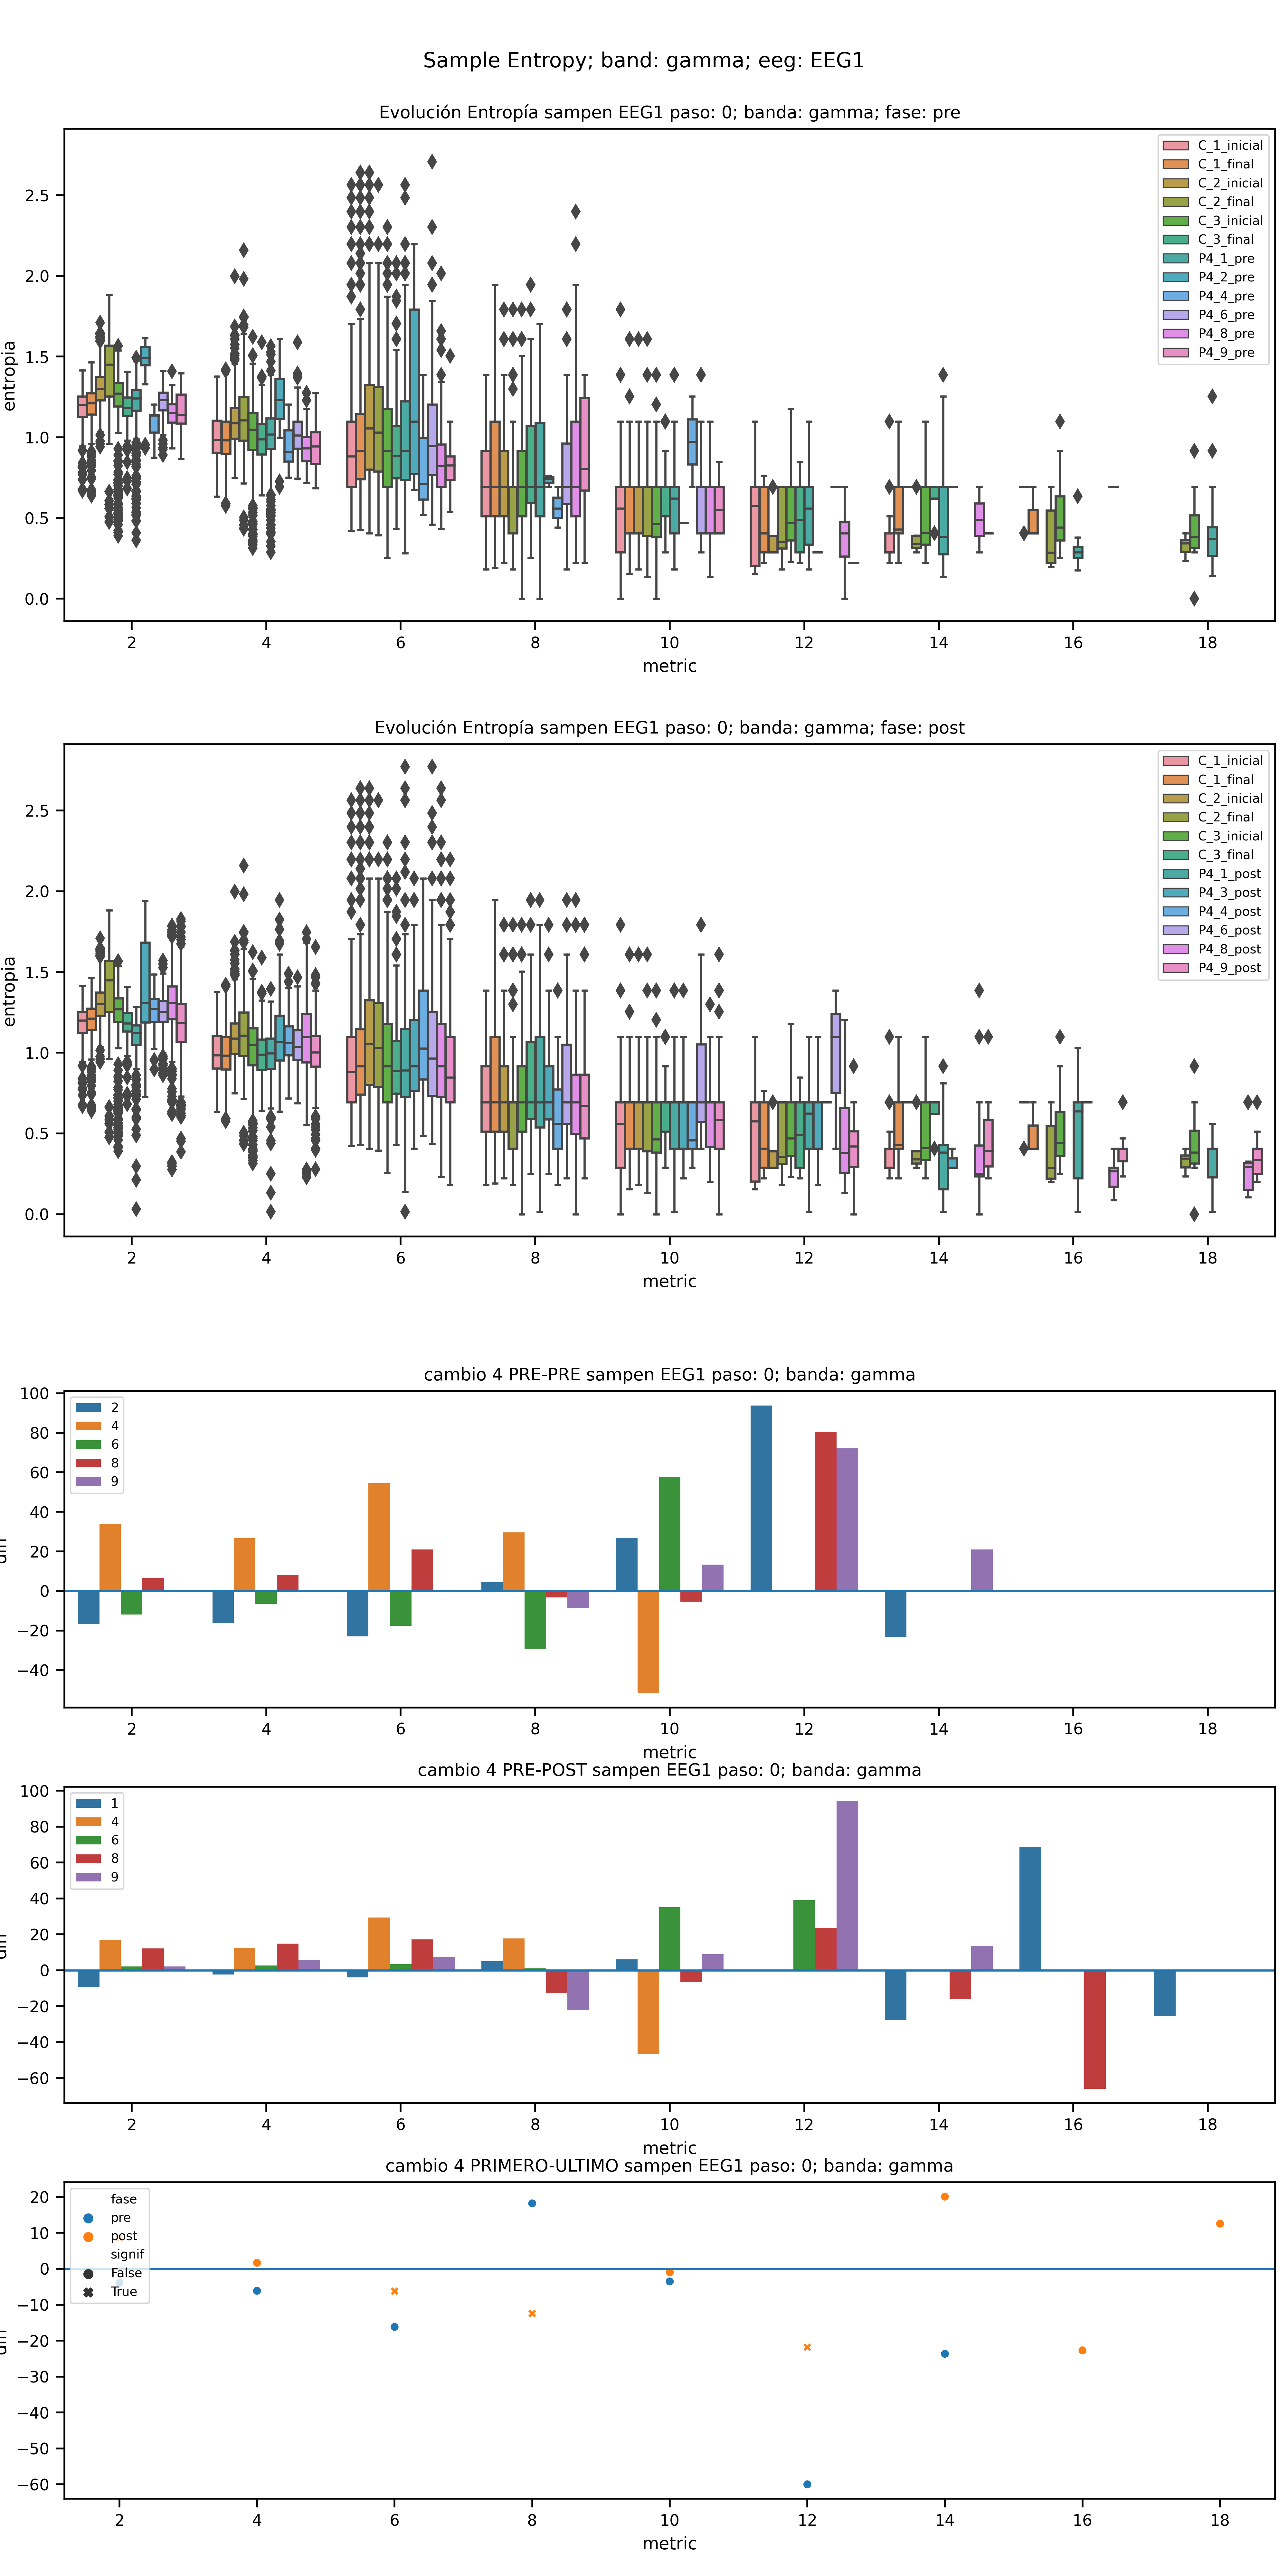 Sample Entropy; band: gamma; eeg: EEG1
Evolución Entropía sampen EEG1 paso: 0; banda: gamma; fase: pre
entropia
2.5
2.0
1.5
1.0
0.5
0.0
C_1_inicial
C_1_final
C_2_inicial
C_2_final
C_3_inicial
C_3_final
P4_1_pre
P4_2_pre
P4_4_pre
P4_6_pre
P4_8_pre
P4_9_pre
2 4 6 8 10 12 14 16 18
metric
Evolución Entropía sampen EEG1 paso: 0; banda: gamma; fase: post
entropia
2.5
2.0
1.5
1.0
0.5
0.0
C_1_inicial
C_1_final
C_2_inicial
C_2_final
C_3_inicial
C_3_final
P4_1_post
P4_3_post
P4_4_post
P4_6_post
P4_8_post
P4_9_post
2 4 6 8 10 12 14 16 18
metric
cambio 4 PRE-PRE sampen EEG1 paso: 0; banda: gamma
100
80
60
40
20
0
−20
−40
2
4
6
8
9
2 4 6 8 10 12 14 16 18
metric
cambio 4 PRE-POST sampen EEG1 paso: 0; banda: gamma
100
80
60
40
20
0
−20
−40
−60
1
4
6
8
9
2 4 6 8 10 12 14 16 18
metric
cambio 4 PRIMERO-ULTIMO sampen EEG1 paso: 0; banda: gamma
20
10
0
−10
−20
−30
−40
−50
−60
fase
pre
post
signif
False
True
2 4 6 8 10 12 14 16 18
metric